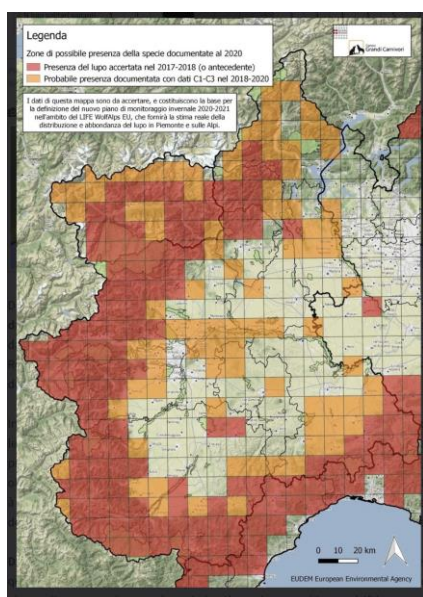 Legenda
Zone di possibile presenza della specie documentate al 2020
Presenza del lupo accertata nel 2017-2018 (o antecedente)
Probabile presenza documentata con dati C1-C3 nel 2018-2020
Grandi Carnivori
I dati di questa mappa sono da accertare, e costituiscono la base per
la definizione del nuovo piano di monitoraggio invernale 2020-2021
nell'ambito del LIFE WolfAlps EU, che fornirà la stima reale della
distribuzione e abbondanza del lupo in Piemonte e sulle Alpi.
0 10 20 km
EUDEM European Environmental Agency